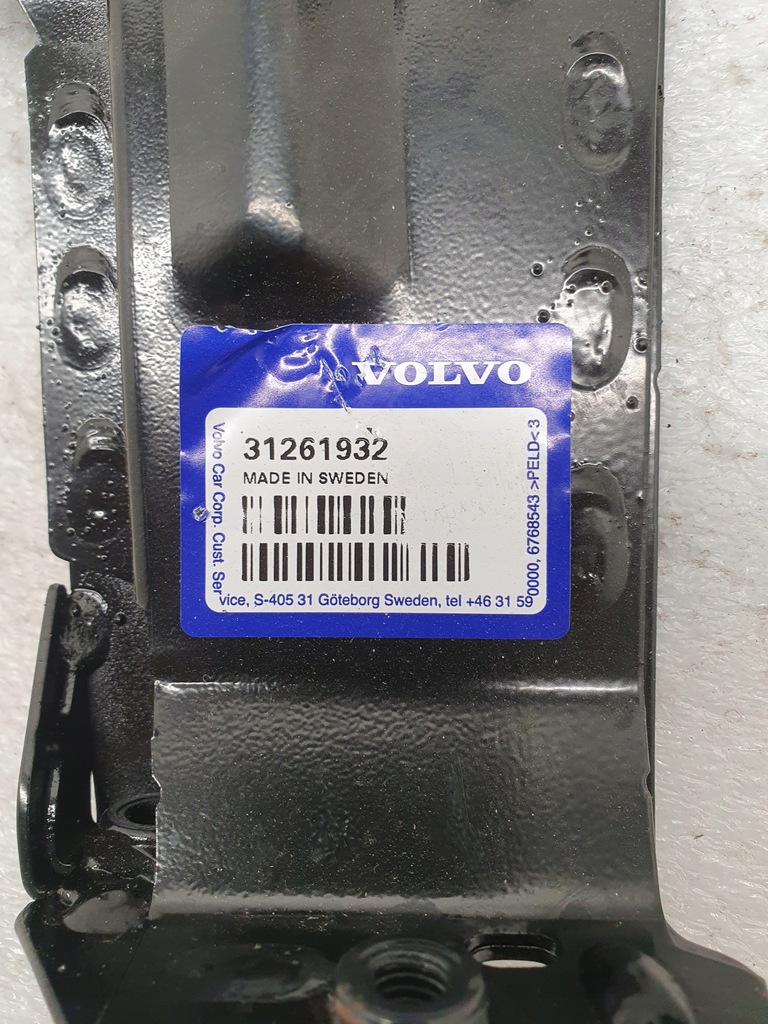 VOLVO
31261932
MADE IN SWEDEN
Volvo Car Corp. Cust. Service, S-405 31 Göteborg Sweden, tel +46 31 59 0000, 6768543 >PELD< 3